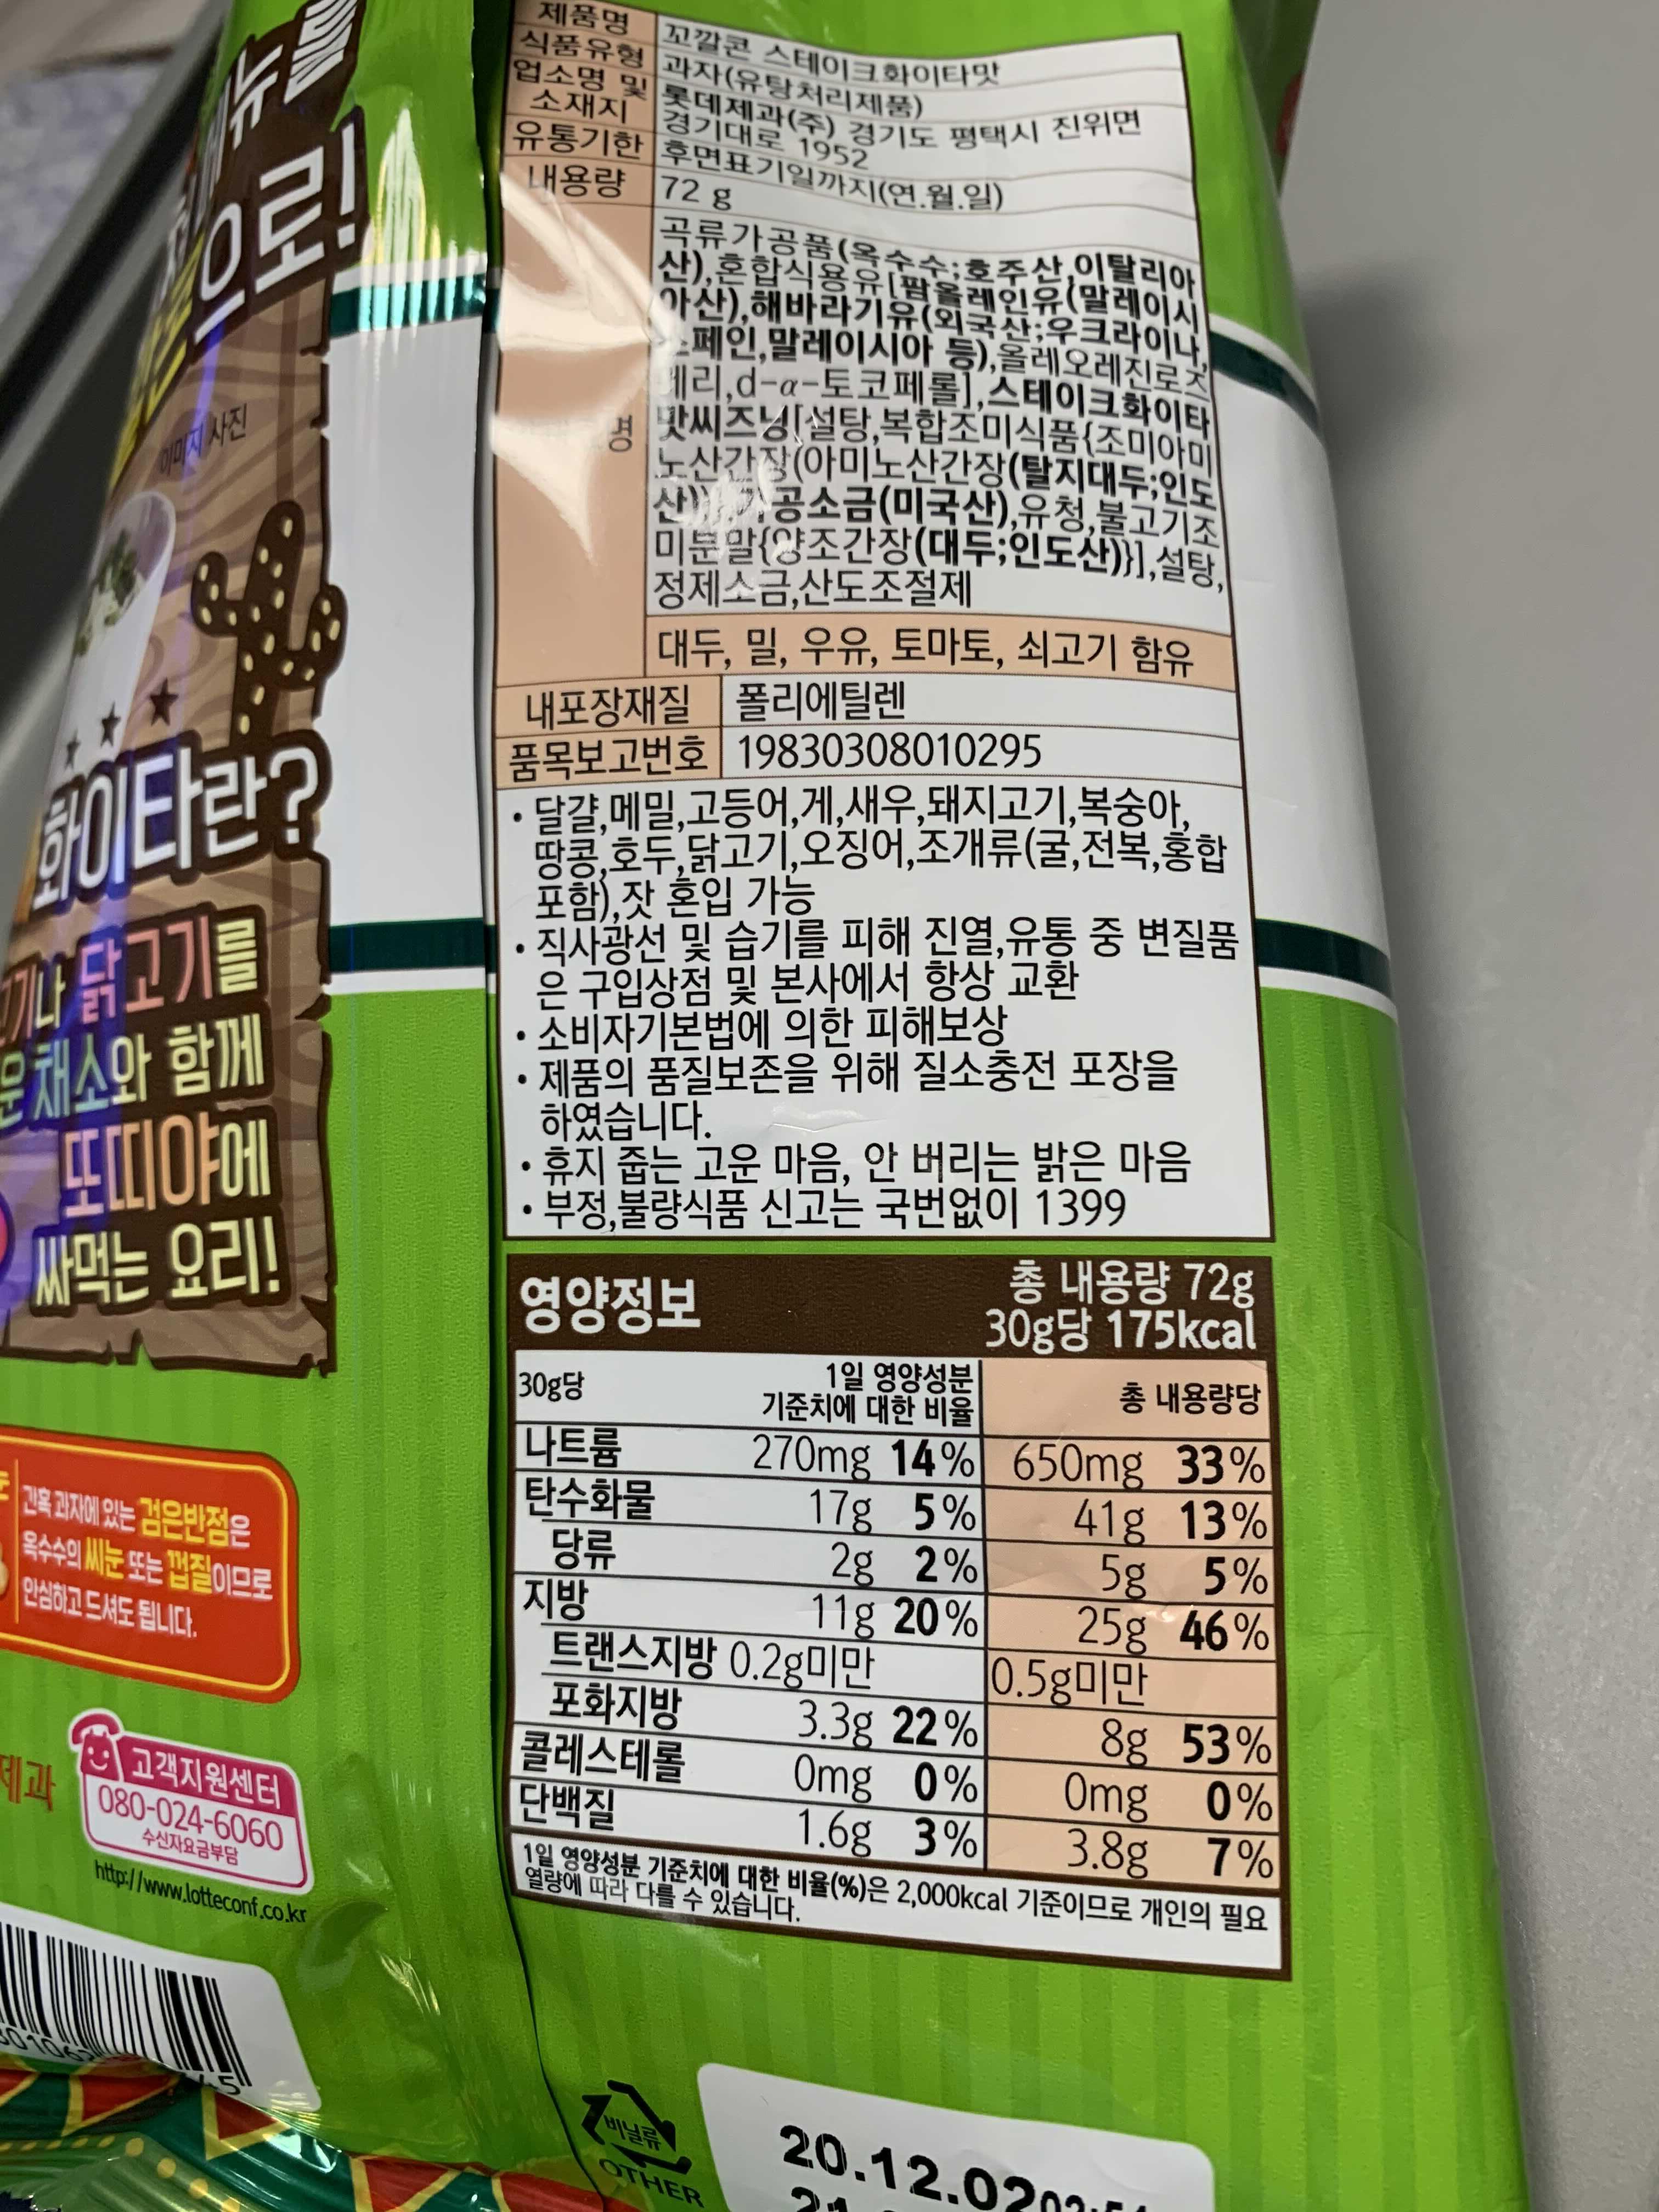 으로!
이미지 사진
화이타란?
닭고기를
채소와 함께
또띠야에
싸먹는 요리!
간혹 과자에 있는 검은반점은
옥수수의 씨눈 또는 껍질이므로
안심하고 드셔도 됩니다.
제과
고객지원센터
080-024-6060
수신자요금부담
http://www.lotteconf.co.kr
제품명 꼬깔콘 스테이크화이타맛
식품유형 과자(유탕처리제품)
업소명 및 소재지 롯데제과(주) 경기도 평택시 진위면
경기대로 1952
유통기한 후면표기일까지(연.월.일)
내용량 72 g
곡류가공품(옥수수;호주산,이탈리아
산),혼합식용유[팜올레인유(말레이시
아산),해바라기유(외국산;우크라이나,
스페인,말레이시아 등),올레오레진로즈
메리,d-α-토코페롤],스테이크화이타
맛씨즈닝[설탕,복합조미식품{조미아미
노산간장(아미노산간장(탈지대두;인도
산))},가공소금(미국산),유청,불고기조
미분말{양조간장(대두;인도산)}],설탕,
정제소금,산도조절제
대두, 밀, 우유, 토마토, 쇠고기 함유
내포장재질 폴리에틸렌
품목보고번호 19830308010295
• 달걀,메밀,고등어,게,새우,돼지고기,복숭아,
땅콩,호두,닭고기,오징어,조개류(굴,전복,홍합
포함),잣 혼입 가능
• 직사광선 및 습기를 피해 진열,유통 중 변질품
은 구입상점 및 본사에서 항상 교환
• 소비자기본법에 의한 피해보상
• 제품의 품질보존을 위해 질소충전 포장을
하였습니다.
• 휴지 줍는 고운 마음, 안 버리는 밝은 마음
• 부정,불량식품 신고는 국번없이 1399
영양정보
총 내용량 72g
30g당 175kcal
30g당 1일 영양성분 기준치에 대한 비율 총 내용량당
나트륨 270mg 14% 650mg 33%
탄수화물 17g 5% 41g 13%
당류 2g 2% 5g 5%
지방 11g 20% 25g 46%
트랜스지방 0.2g미만 0.5g미만
포화지방 3.3g 22% 8g 53%
콜레스테롤 0mg 0% 0mg 0%
단백질 1.6g 3% 3.8g 7%
1일 영양성분 기준치에 대한 비율(%)은 2,000kcal 기준이므로 개인의 필요
열량에 따라 다를 수 있습니다.
비닐류
OTHER
20.12.02